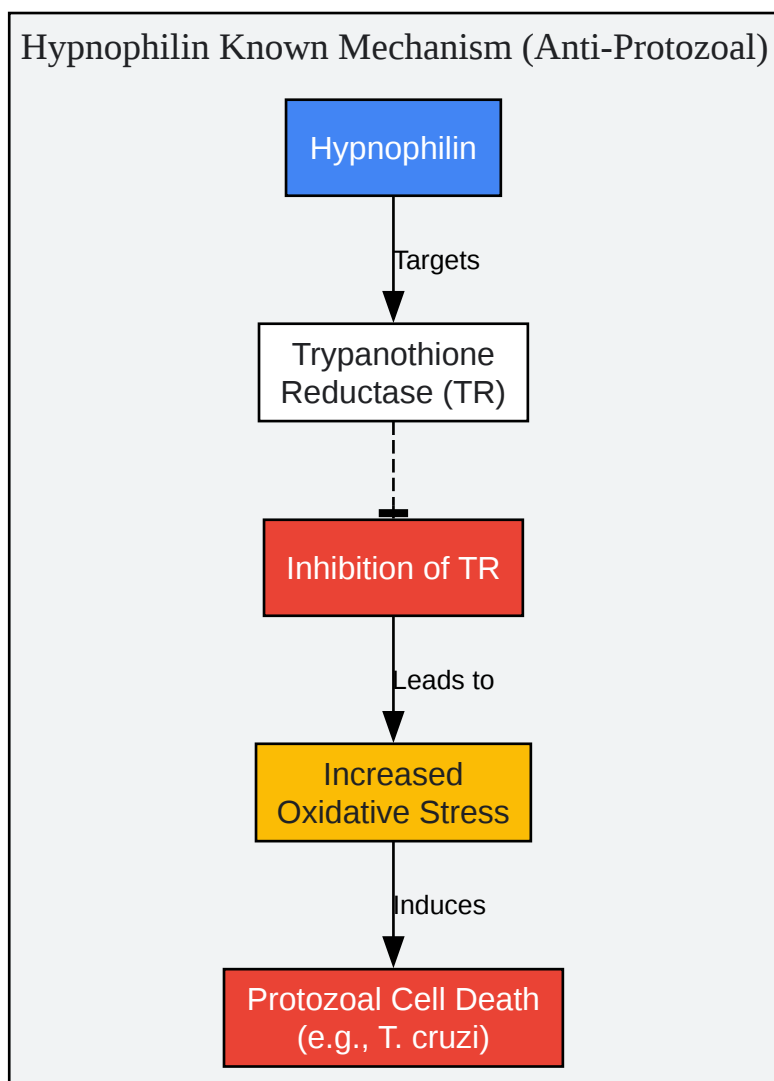 Hypnophilin Known Mechanism (Anti-Protozoal)
Hypnophilin
Targets
Trypanothione
Reductase (TR)
Inhibition of TR
Leads to
Increased
Oxidative Stress
Induces
Protozoal Cell Death
(e.g., T. cruzi)